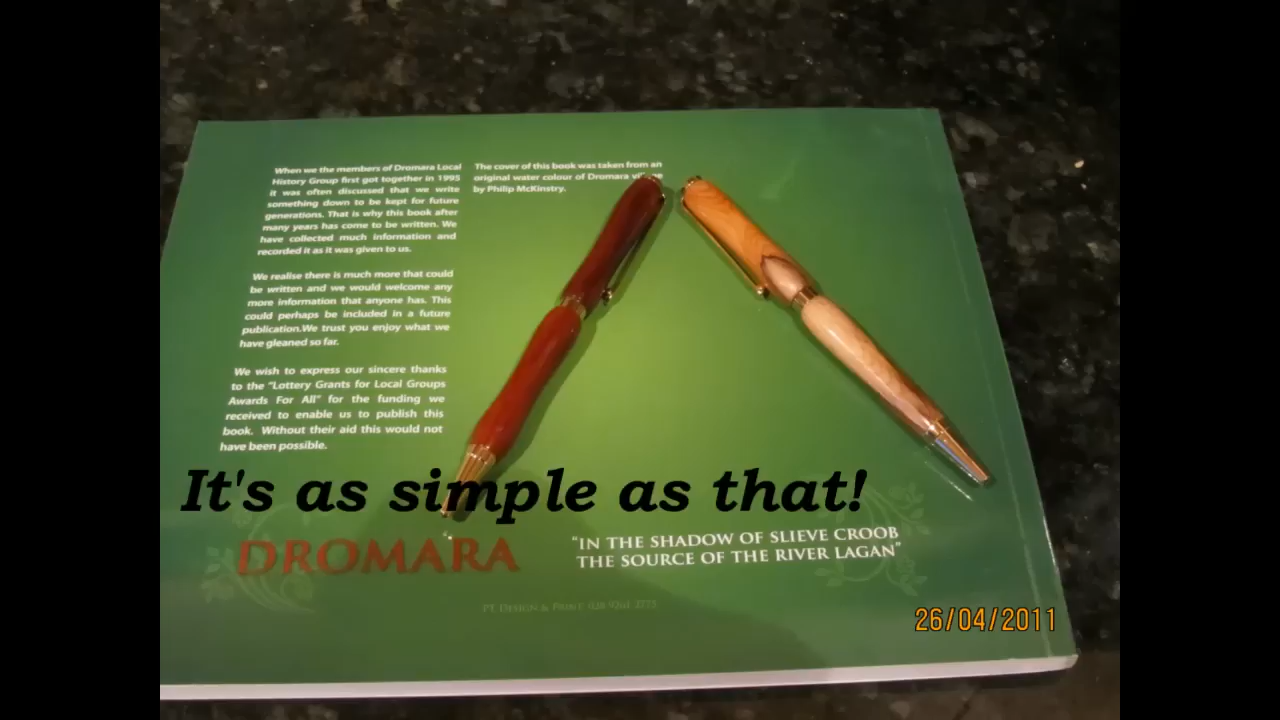 When we the members of Dromara Local
History Group first got together in 1995
it was often discussed that we write
something down to be kept for future
generations. That is why this book after
many years has come to be written. We
have collected much information and
recorded it as it was given to us.
We realise there is much more that could
be written and we would welcome any
more information that anyone has. This
could perhaps be included in a future
publication.We trust you enjoy what we
have gleaned so far.
We wish to express our sincere thanks
to the "Lottery Grants for Local Groups
Awards For All" for the funding we
received to enable us to publish this
book. Without their aid this would not
have been possible.
The cover of this book was taken from an
original water colour of Dromara
by Philip McKinstry.
It's as simple as that!
DROMARA
"IN THE SHADOW OF SLIEVE CROOB
THE SOURCE OF THE RIVER LAGAN"
PT DESIGN & PRINT
26/04/2011